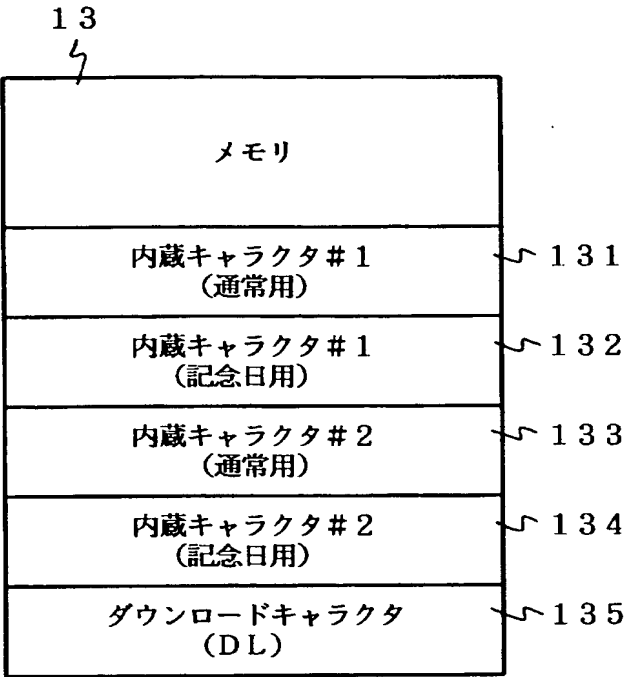 １３
メモリ
内蔵キャラクタ＃１
（通常用）
１３１
内蔵キャラクタ＃１
（記念日用）
１３２
内蔵キャラクタ＃２
（通常用）
１３３
内蔵キャラクタ＃２
（記念日用）
１３４
ダウンロードキャラクタ
（ＤＬ）
１３５